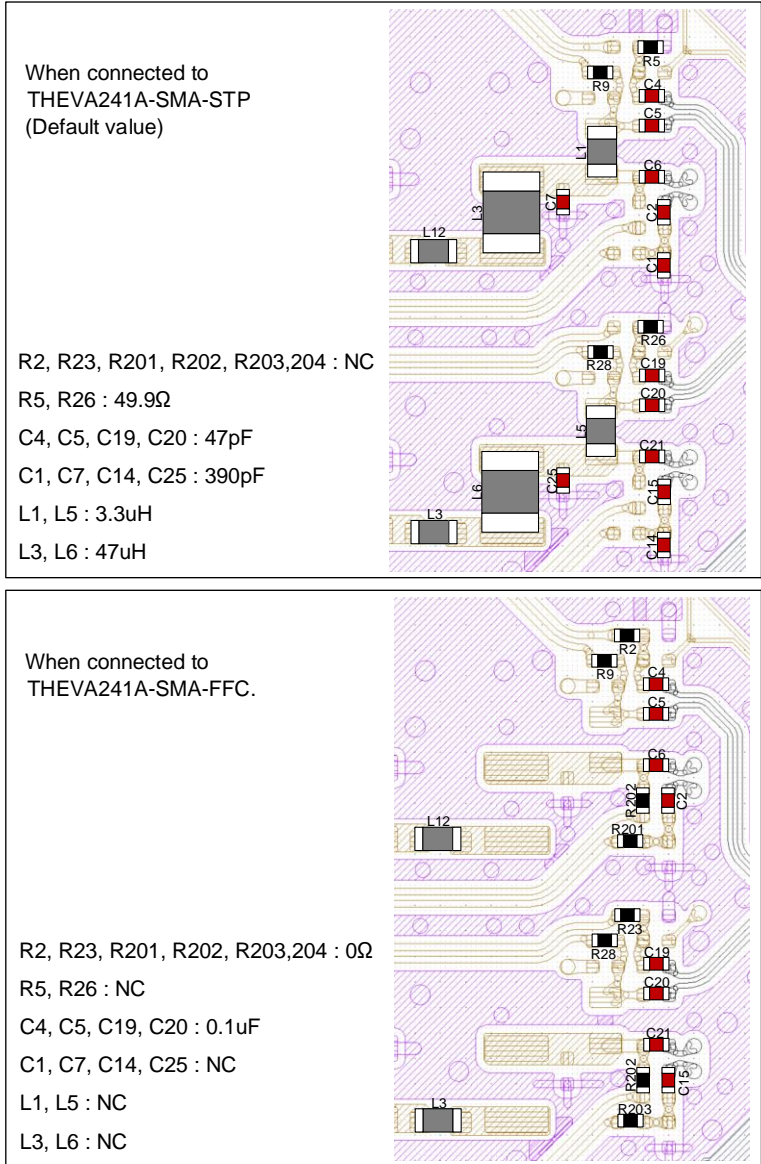 When connected to
THEVA241A-SMA-STP
(Default value)
R2, R23, R201, R202, R203,204 : NC
R5, R26 : 49.9Ω
C4, C5, C19, C20 : 47pF
C1, C7, C14, C25 : 390pF
L1, L5 : 3.3uH
L3, L6 : 47uH
R5
R9
C4
C5
L1
C6
L3
C7
C2
L12
C1
R26
R28
C19
C20
L5
C21
L6
C25
C15
L3
C14
When connected to
THEVA241A-SMA-FFC.
R2, R23, R201, R202, R203,204 : 0Ω
R5, R26 : NC
C4, C5, C19, C20 : 0.1uF
C1, C7, C14, C25 : NC
L1, L5 : NC
L3, L6 : NC
R2
R9
C4
C5
C6
R202
C2
L12
R201
R23
R28
C19
C20
C21
R202
C15
L3
R203